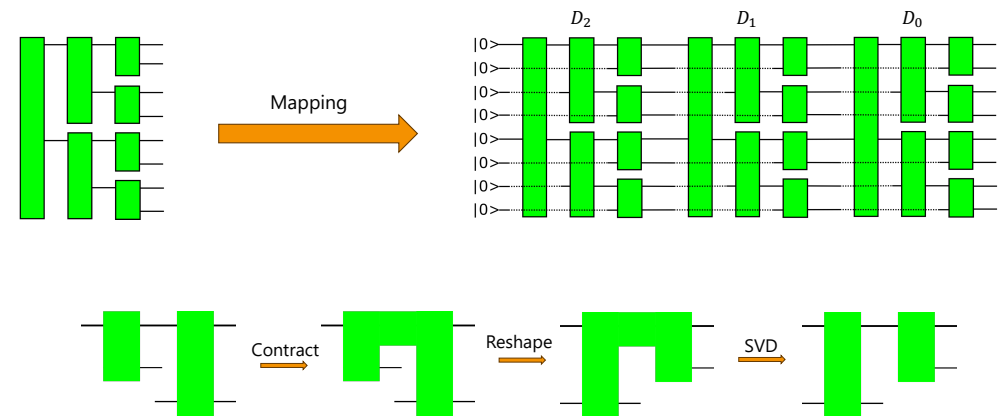 D₂ D₁ D₀
Mapping
|0>
|0>
|0>
|0>
|0>
|0>
|0>
|0>
Contract
Reshape
SVD